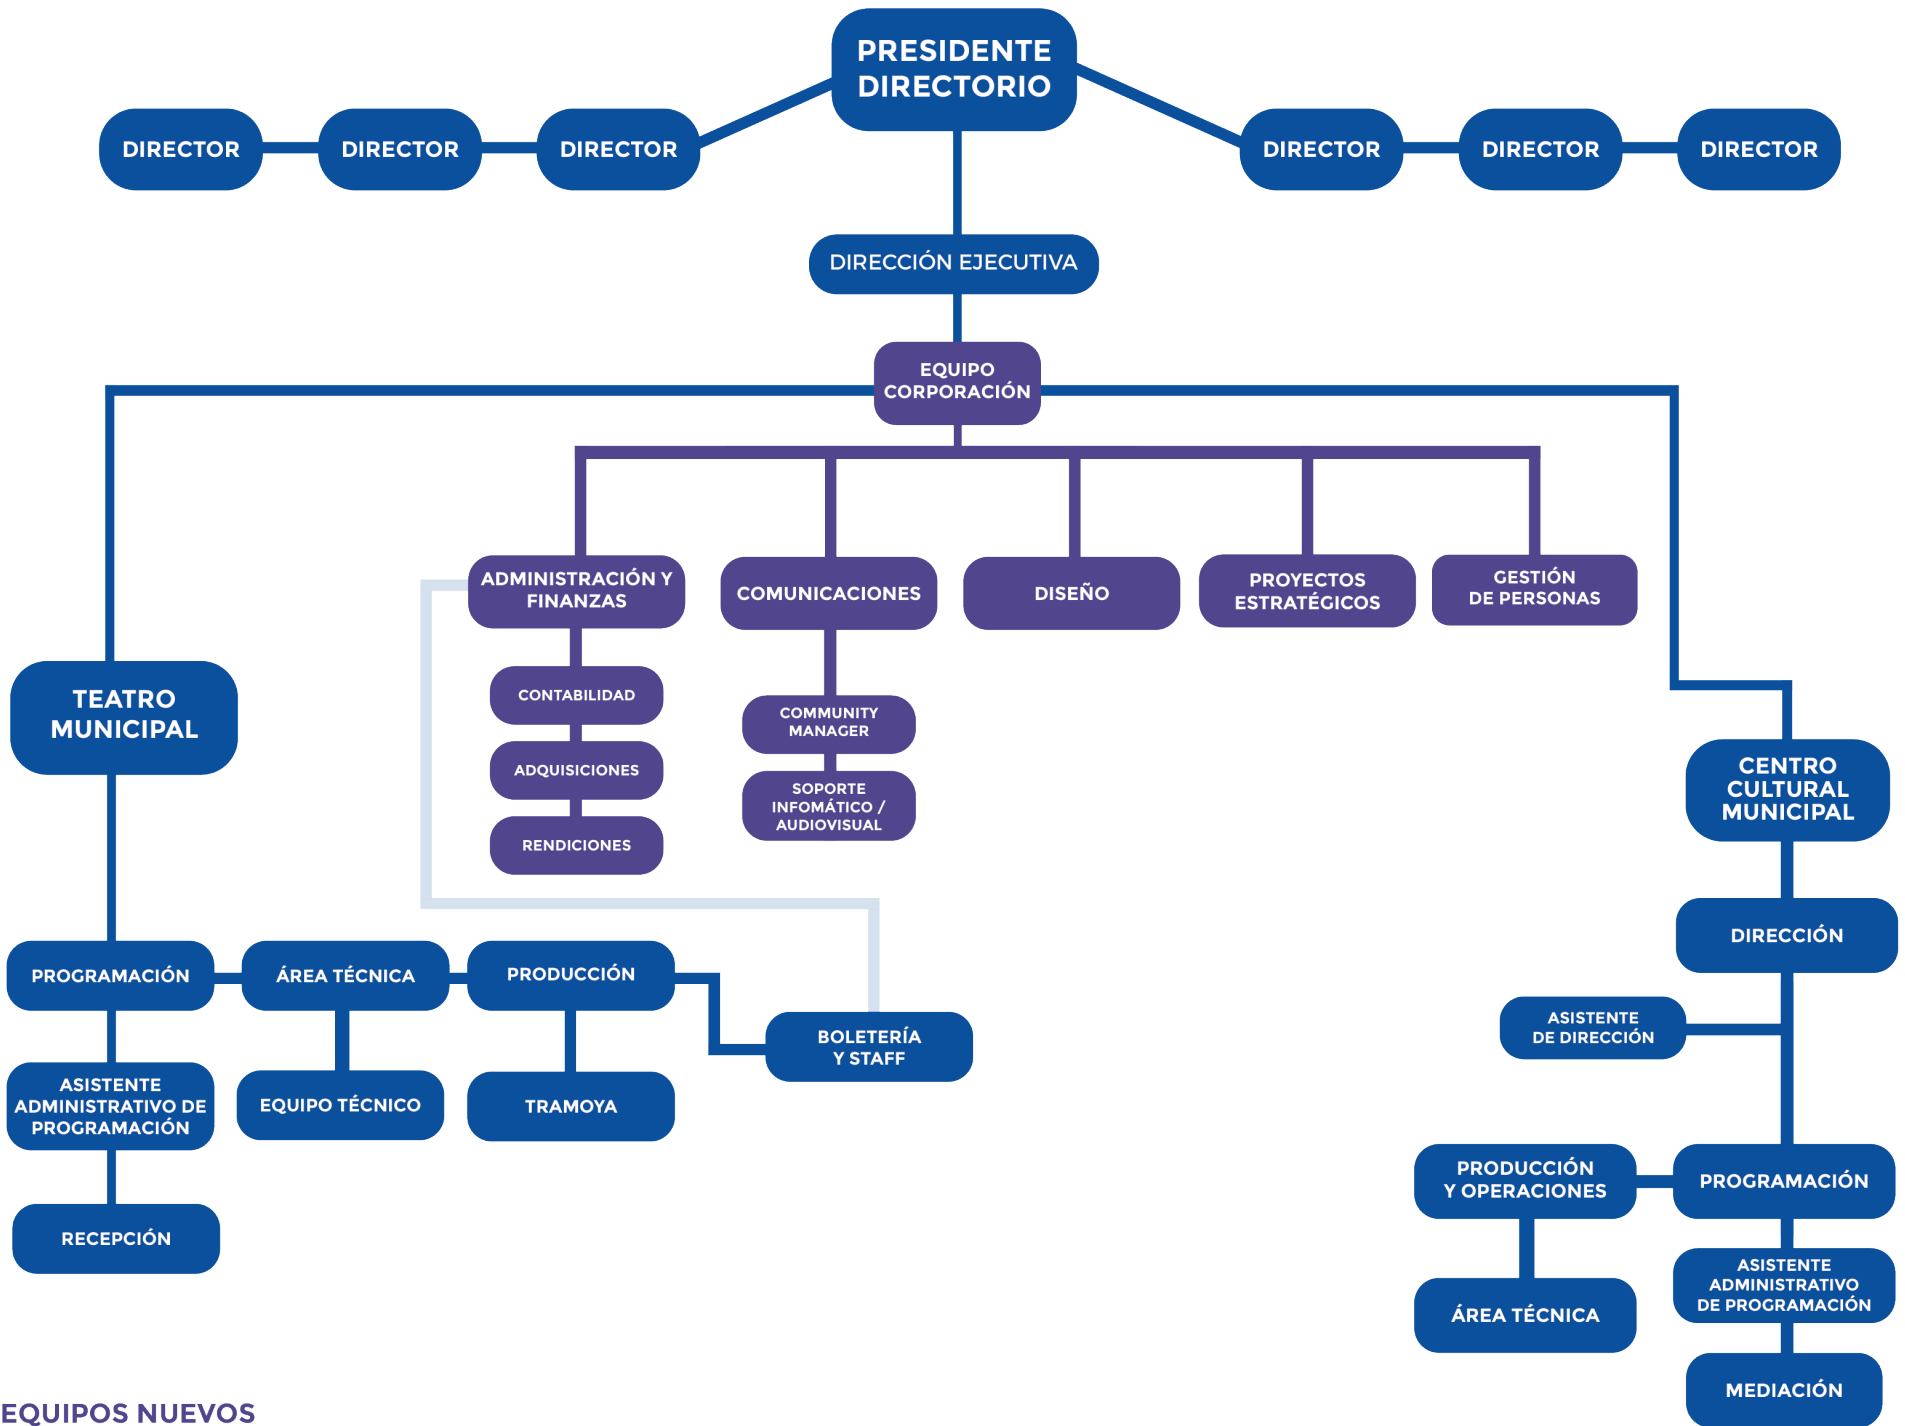 PRESIDENTE
DIRECTORIO
DIRECTOR
DIRECTOR
DIRECTOR
DIRECTOR
DIRECTOR
DIRECTOR
DIRECCIÓN EJECUTIVA
EQUIPO
CORPORACIÓN
ADMINISTRACIÓN Y
FINANZAS
COMUNICACIONES
DISEÑO
PROYECTOS
ESTRATÉGICOS
GESTIÓN
DE PERSONAS
CONTABILIDAD
ADQUISICIONES
RENDICIONES
COMMUNITY
MANAGER
SOPORTE
INFOMÁTICO /
AUDIOVISUAL
TEATRO
MUNICIPAL
PROGRAMACIÓN
ÁREA TÉCNICA
PRODUCCIÓN
BOLETERÍA
Y STAFF
ASISTENTE
ADMINISTRATIVO DE
PROGRAMACIÓN
EQUIPO TÉCNICO
TRAMOYA
RECEPCIÓN
CENTRO
CULTURAL
MUNICIPAL
DIRECCIÓN
ASISTENTE
DE DIRECCIÓN
PRODUCCIÓN
Y OPERACIONES
PROGRAMACIÓN
ÁREA TÉCNICA
ASISTENTE
ADMINISTRATIVO
DE PROGRAMACIÓN
MEDIACIÓN
EQUIPOS NUEVOS